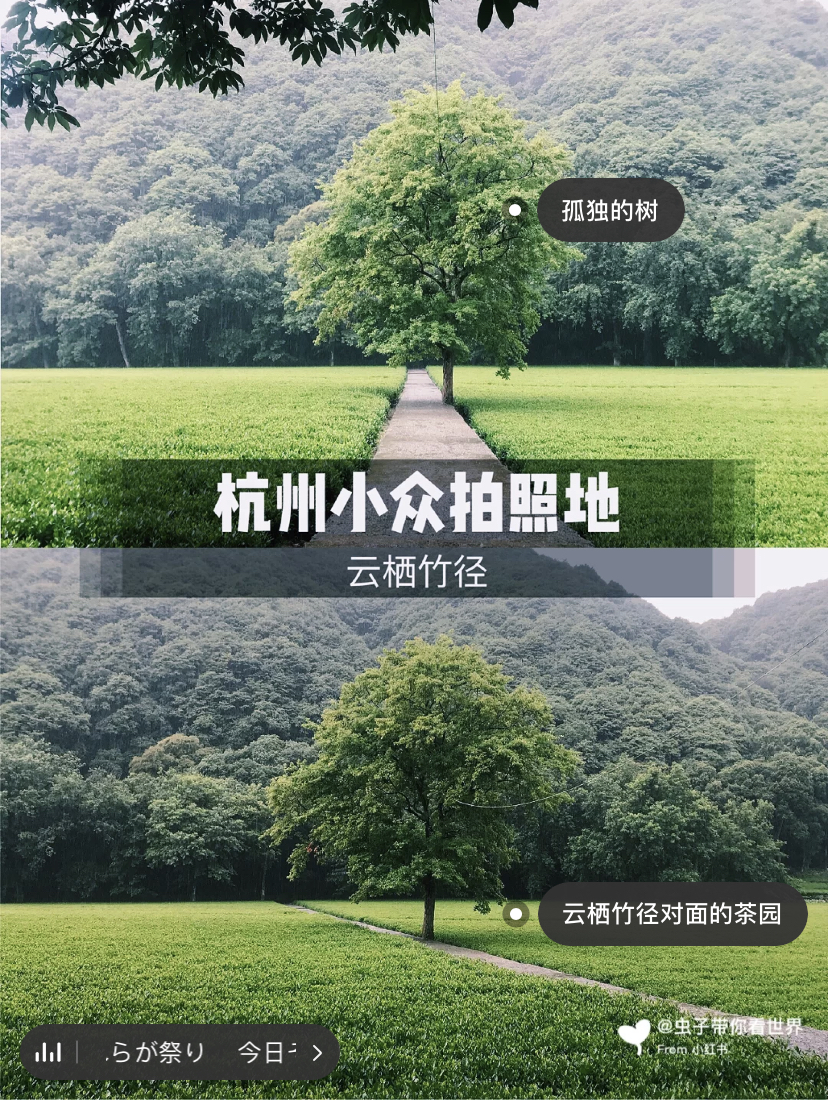 孤独的树
杭州小众拍照地
云栖竹径
云栖竹径对面的茶园
@虫子带你看世界
From 小红书
らが祭り 今日